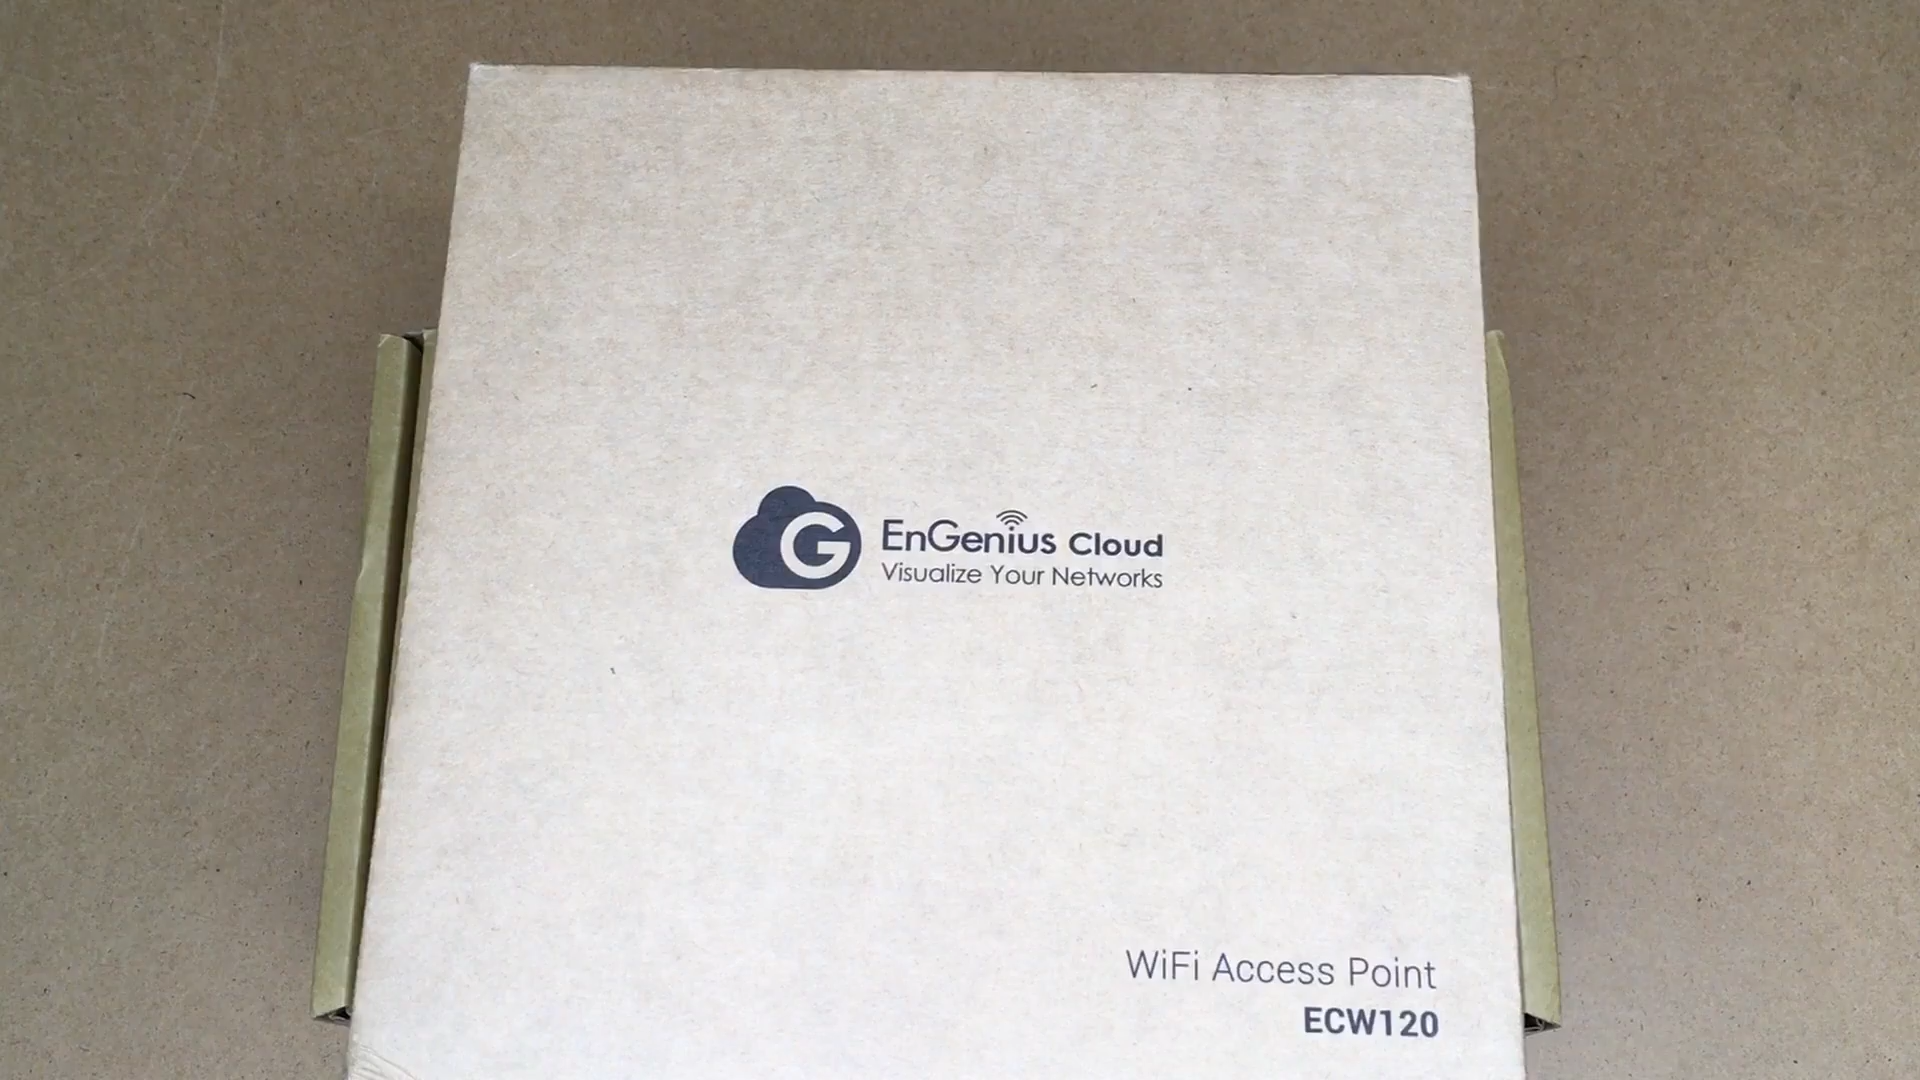 G
EnGenius Cloud
Visualize Your Networks
WiFi Access Point
ECW120